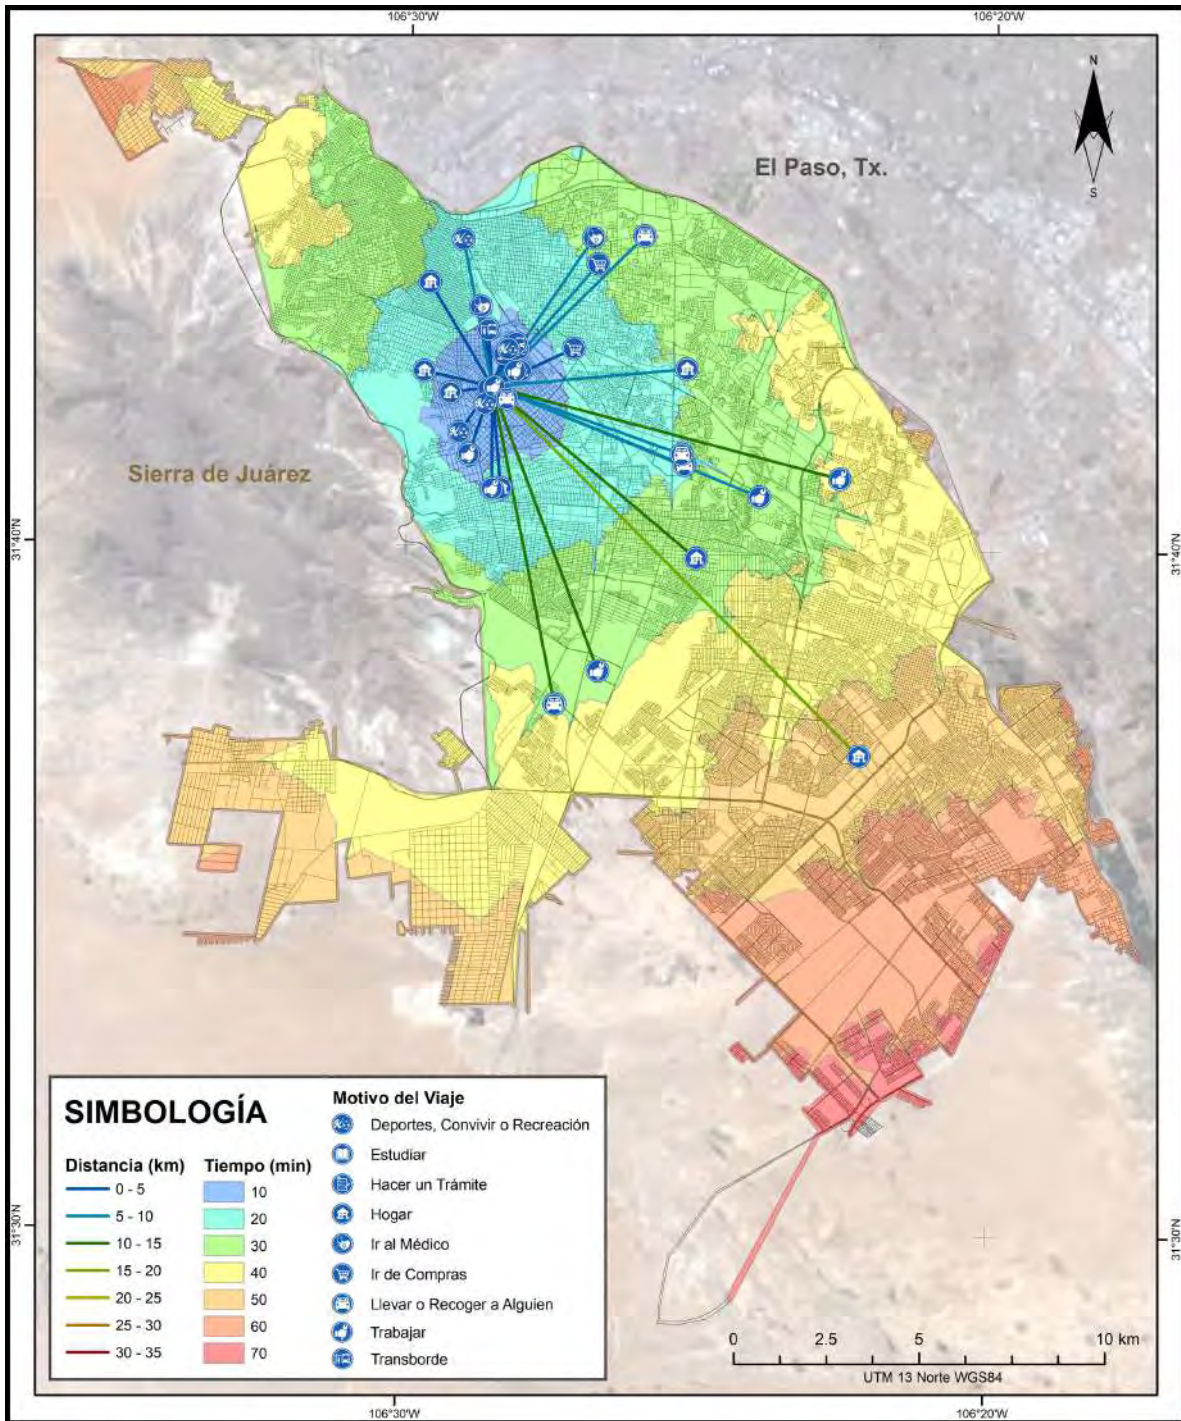 106°30'W 106°20'W
N
S
El Paso, Tx.
Sierra de Juárez
31°40'N 31°40'N
31°30'N 31°30'N
SIMBOLOGÍA
Distancia (km)
0 - 5
5 - 10
10 - 15
15 - 20
20 - 25
25 - 30
30 - 35
Tiempo (min)
10
20
30
40
50
60
70
Motivo del Viaje
Deportes, Convivir o Recreación
Estudiar
Hacer un Trámite
Hogar
Ir al Médico
Ir de Compras
Llevar o Recoger a Alguien
Trabajar
Transborde
0 2.5 5 10 km
UTM 13 Norte WGS84
106°30'W 106°20'W